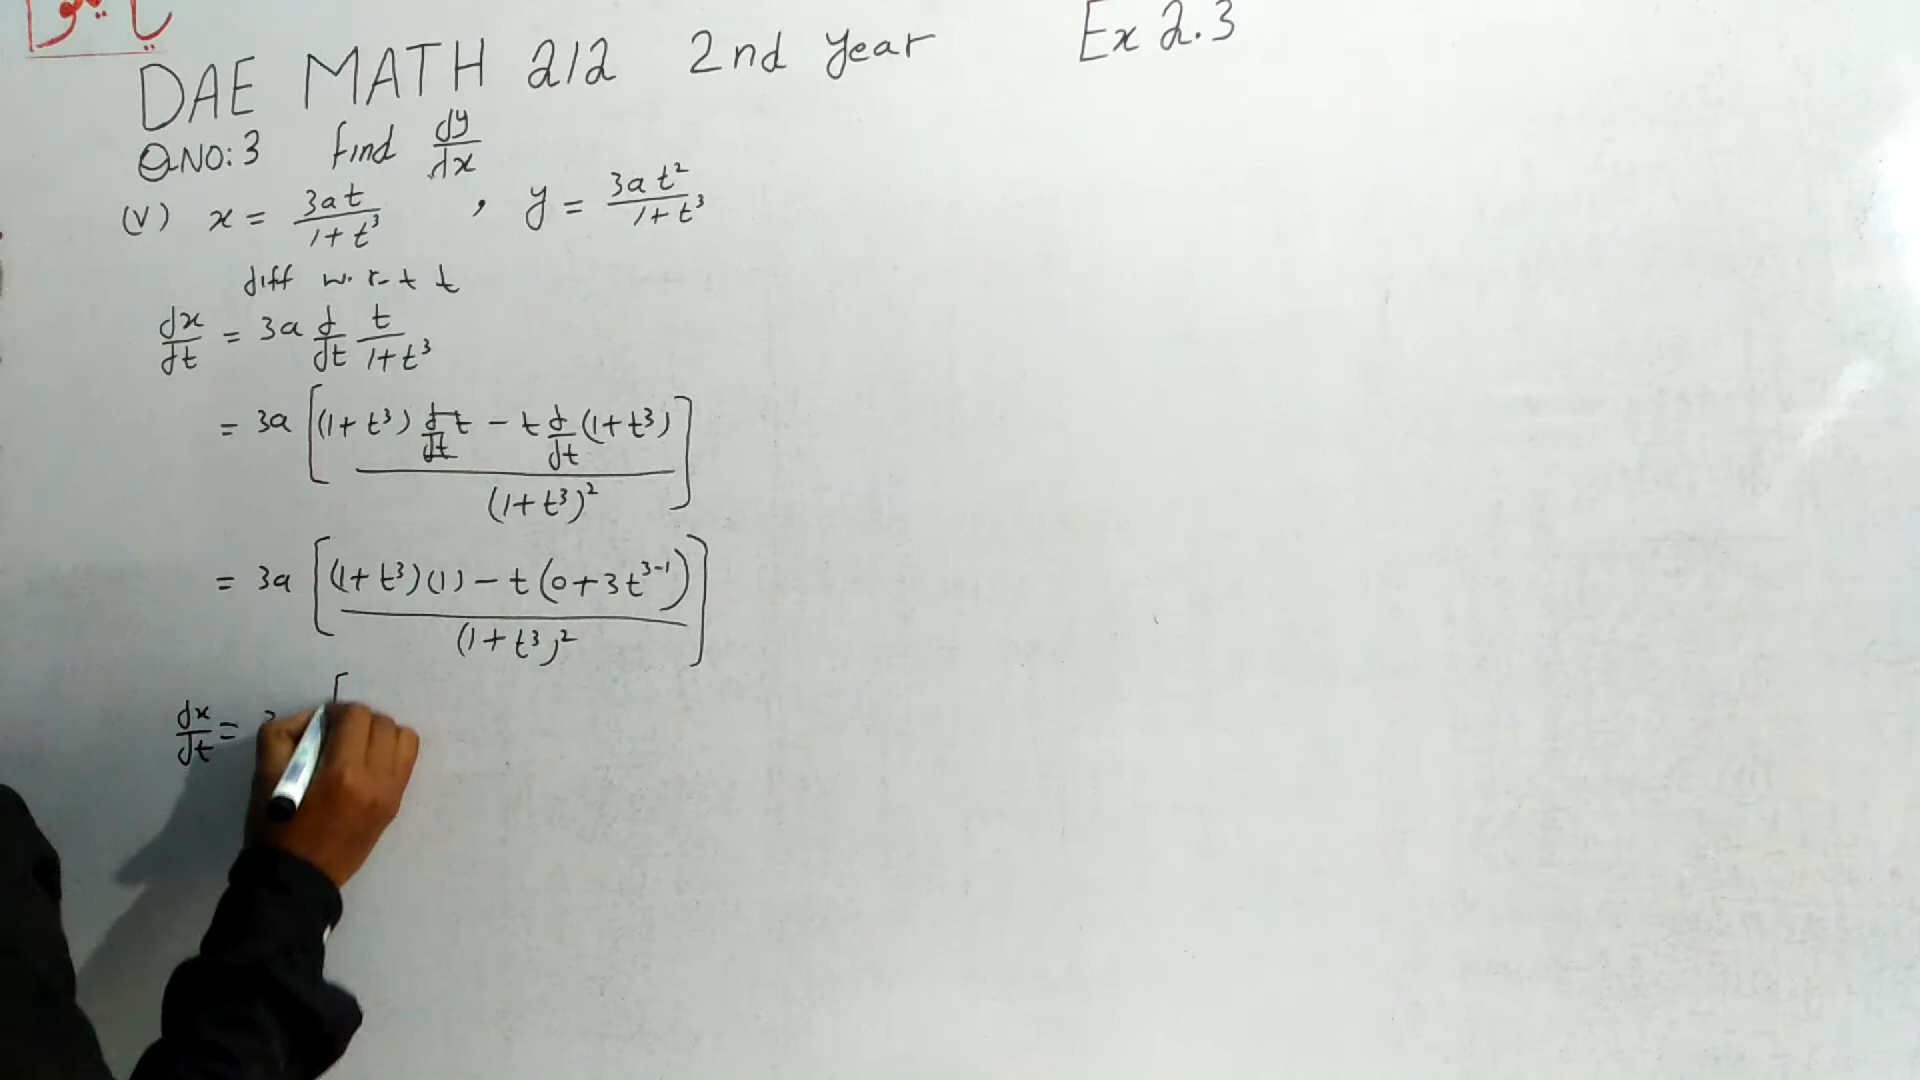 DAE MATH 212 2nd Year Ex 2.3
Q.NO:3 find dy/dx
(V) x = 3at/1+t³ , y = 3at²/1+t³
diff w.r.t t
dx/dt = 3a d/dt t/1+t³
= 3a [(1+t³) d/dt t - t d/dt (1+t³) / (1+t³)²]
= 3a [(1+t³)(1) - t(0+3t³⁻¹) / (1+t³)²]
dx/dt = [